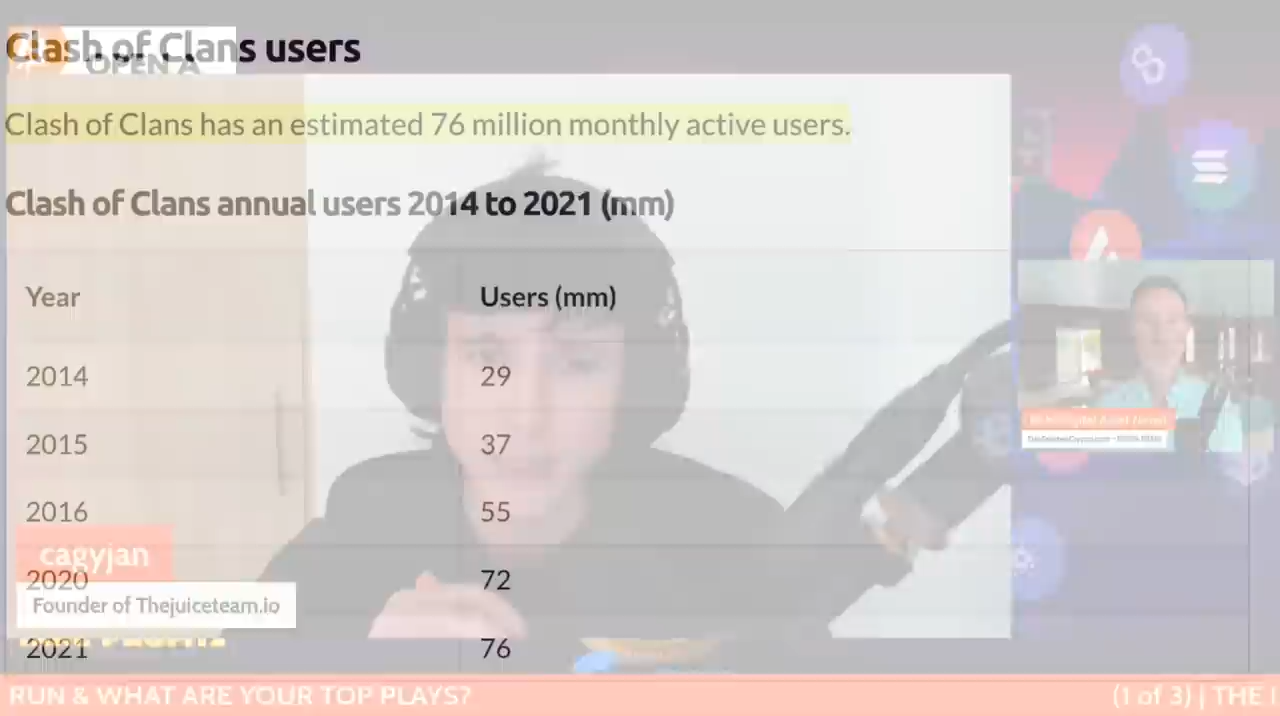 Clash of Clans users
OPEN A
Clash of Clans has an estimated 76 million monthly active users.
Clash of Clans annual users 2014 to 2021 (mm)
Year Users (mm)
2014 29
2015 37
2016 55
cagyjan
2020 72
Founder of Thejuiceteam.io
2021 76
RUN & WHAT ARE YOUR TOP PLAYS?
(1 of 3) | THE